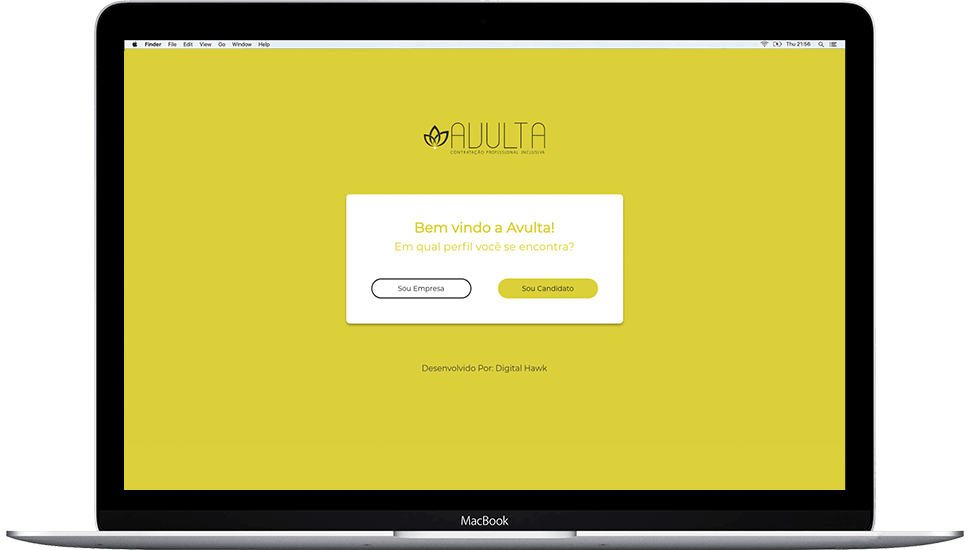 Finder File Edit View Go Window Help Thu 21:56
AVULTA
CONTRATAÇÃO PROFISSIONAL INCLUSIVA
Bem vindo a Avulta!
Em qual perfil você se encontra?
Sou Empresa Sou Candidato
Desenvolvido Por: Digital Hawk
MacBook